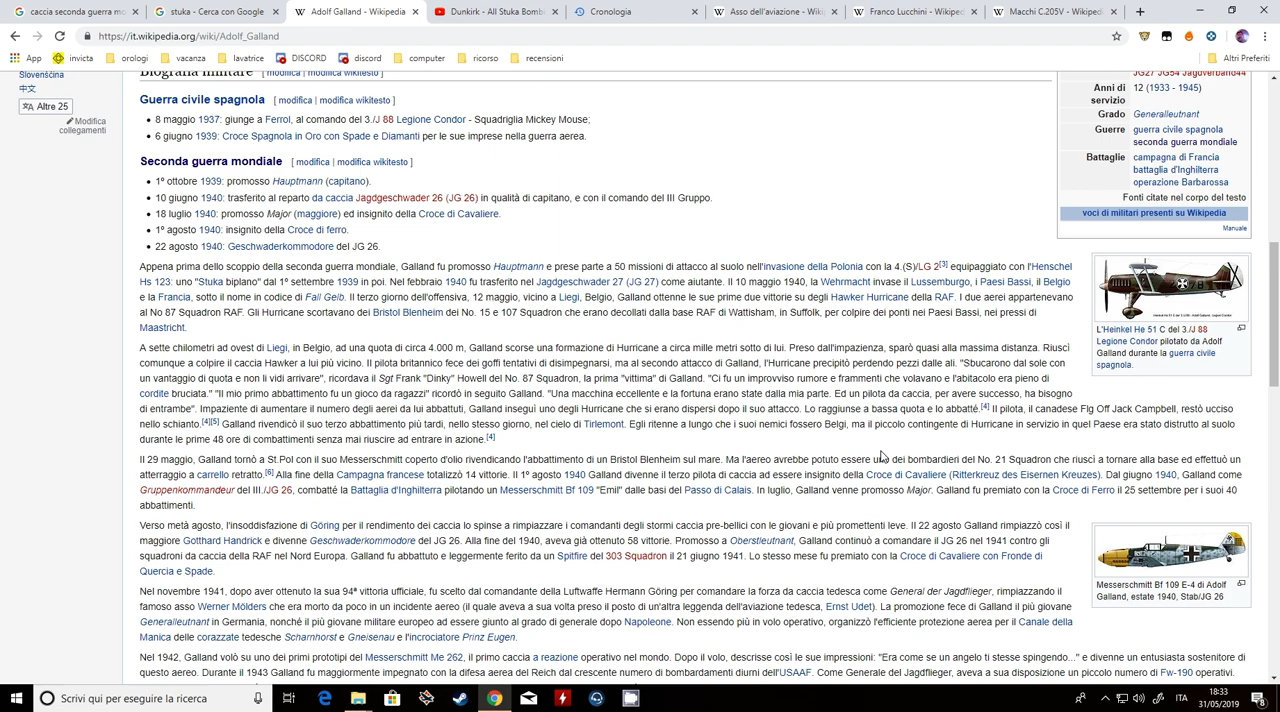 caccia seconda guerra mo
stuka - Cerca con Google
Adolf Galland - Wikipedia
Dunkirk - All Stuka Bomb
Cronologia
Asso dell'aviazione - Wiki
Franco Lucchini - Wikiped
Macchi C.205V - Wikiped
https://it.wikipedia.org/wiki/Adolf_Galland
App
invicta
orologi
vacanza
lavatrice
DISCORD
discord
computer
ricorso
recensioni
Altri Preferiti
Slovenščina
中文
Altre 25
Modifica
collegamenti
Biografia militare [ modifica | modifica wikitesto ]
Guerra civile spagnola [ modifica | modifica wikitesto ]
• 8 maggio 1937: giunge a Ferrol, al comando del 3./J 88 Legione Condor - Squadriglia Mickey Mouse;
• 6 giugno 1939: Croce Spagnola in Oro con Spade e Diamanti per le sue imprese nella guerra aerea.
Seconda guerra mondiale [ modifica | modifica wikitesto ]
• 1º ottobre 1939: promosso Hauptmann (capitano).
• 10 giugno 1940: trasferito al reparto da caccia Jagdgeschwader 26 (JG 26) in qualità di capitano, e con il comando del III Gruppo.
• 18 luglio 1940: promosso Major (maggiore) ed insignito della Croce di Cavaliere.
• 1º agosto 1940: insignito della Croce di ferro.
• 22 agosto 1940: Geschwaderkommodore del JG 26.
Appena prima dello scoppio della seconda guerra mondiale, Galland fu promosso Hauptmann e prese parte a 50 missioni di attacco al suolo nell'invasione della Polonia con la 4.(S)/LG 2[3] equipaggiato con l'Henschel
Hs 123: uno "Stuka biplano" dal 1º settembre 1939 in poi. Nel febbraio 1940 fu trasferito nel Jagdgeschwader 27 (JG 27) come aiutante. Il 10 maggio 1940, la Wehrmacht invase il Lussemburgo, i Paesi Bassi, il Belgio
e la Francia, sotto il nome in codice di Fall Gelb. Il terzo giorno dell'offensiva, 12 maggio, vicino a Liegi, Belgio, Galland ottenne le sue prime due vittorie su degli Hawker Hurricane della RAF. I due aerei appartenevano
al No 87 Squadron RAF. Gli Hurricane scortavano dei Bristol Blenheim dei No. 15 e 107 Squadron che erano decollati dalla base RAF di Wattisham, in Suffolk, per colpire dei ponti nei Paesi Bassi, nei pressi di
Maastricht.
A sette chilometri ad ovest di Liegi, in Belgio, ad una quota di circa 4.000 m, Galland scorse una formazione di Hurricane a circa mille metri sotto di lui. Preso dall'impazienza, sparò quasi alla massima distanza. Riuscì
comunque a colpire il caccia Hawker a lui più vicino. Il pilota britannico fece dei goffi tentativi di disimpegnarsi, ma al secondo attacco di Galland, l'Hurricane precipitò perdendo pezzi dalle ali. "Sbucarono dal sole con
un vantaggio di quota e non li vidi arrivare", ricordava il Sgt Frank "Dinky" Howell del No. 87 Squadron, la prima "vittima" di Galland. "Ci fu un improvviso rumore e frammenti che volavano e l'abitacolo era pieno di
cordite bruciata." "Il mio primo abbattimento fu un gioco da ragazzi" ricordò in seguito Galland. "Una macchina eccellente e la fortuna erano state dalla mia parte. Ed un pilota da caccia, per avere successo, ha bisogno
di entrambe". Impaziente di aumentare il numero degli aerei da lui abbattuti, Galland inseguì uno degli Hurricane che si erano dispersi dopo il suo attacco. Lo raggiunse a bassa quota e lo abbatté.[4] Il pilota, il canadese Flg Off Jack Campbell, restò ucciso
nello schianto.[4][5] Galland rivendicò il suo terzo abbattimento più tardi, nello stesso giorno, nel cielo di Tirlemont. Egli ritenne a lungo che i suoi nemici fossero Belgi, ma il piccolo contingente di Hurricane in servizio in quel Paese era stato distrutto al suolo
durante le prime 48 ore di combattimenti senza mai riuscire ad entrare in azione.[4]
Il 29 maggio, Galland tornò a St.Pol con il suo Messerschmitt coperto d'olio rivendicando l'abbattimento di un Bristol Blenheim sul mare. Ma l'aereo avrebbe potuto essere uno dei bombardieri del No. 21 Squadron che riuscì a tornare alla base ed effettuò un
atterraggio a carrello retratto.[6] Alla fine della Campagna francese totalizzò 14 vittorie. Il 1º agosto 1940 Galland divenne il terzo pilota di caccia ad essere insignito della Croce di Cavaliere (Ritterkreuz des Eisernen Kreuzes). Dal giugno 1940, Galland come
Gruppenkommandeur del III./JG 26, combatté la Battaglia d'Inghilterra pilotando un Messerschmitt Bf 109 "Emil" dalle basi del Passo di Calais. In luglio, Galland venne promosso Major. Galland fu premiato con la Croce di Ferro il 25 settembre per i suoi 40
abbattimenti.
Verso metà agosto, l'insoddisfazione di Göring per il rendimento dei caccia lo spinse a rimpiazzare i comandanti degli stormi caccia pre-bellici con le giovani e più promettenti leve. Il 22 agosto Galland rimpiazzò così il
maggiore Gotthard Handrick e divenne Geschwaderkommodore del JG 26. Alla fine del 1940, aveva già ottenuto 58 vittorie. Promosso a Oberstleutnant, Galland continuò a comandare il JG 26 nel 1941 contro gli
squadroni da caccia della RAF nel Nord Europa. Galland fu abbattuto e leggermente ferito da un Spitfire del 303 Squadron il 21 giugno 1941. Lo stesso mese fu premiato con la Croce di Cavaliere con Fronde di
Quercia e Spade.
Nel novembre 1941, dopo aver ottenuto la sua 94ª vittoria ufficiale, fu scelto dal comandante della Luftwaffe Hermann Göring per comandare la forza da caccia tedesca come General der Jagdflieger, rimpiazzando il
famoso asso Werner Mölders che era morto da poco in un incidente aereo (il quale aveva a sua volta preso il posto di un'altra leggenda dell'aviazione tedesca, Ernst Udet). La promozione fece di Galland il più giovane
Generalleutnant in Germania, nonché il più giovane militare europeo ad essere giunto al grado di generale dopo Napoleone. Non essendo più in volo operativo, organizzò l'efficiente protezione aerea per il Canale della
Manica delle corazzate tedesche Scharnhorst e Gneisenau e l'incrociatore Prinz Eugen.
Nel 1942, Galland volò su uno dei primi prototipi del Messerschmitt Me 262, il primo caccia a reazione operativo nel mondo. Dopo il volo, descrisse così le sue impressioni: "Era come se un angelo ti stesse spingendo..." e divenne un entusiasta sostenitore di
questo aereo. Durante il 1943 Galland fu impegnato con la difesa aerea del Reich dal crescente numero di bombardamenti diurni dell'USAAF. Come Generale del Jagdflieger, aveva a sua disposizione un piccolo numero di Fw-190 operativi,
JG27 JG54 Jagdverband44
Anni di servizio 12 (1933 - 1945)
Grado Generalleutnant
Guerre guerra civile spagnola
seconda guerra mondiale
Battaglie campagna di Francia
battaglia d'Inghilterra
operazione Barbarossa
Fonti citate nel corpo del testo
voci di militari presenti su Wikipedia
Manuale
L'Heinkel He 51 C del 3./J 88
Legione Condor pilotato da Adolf
Galland durante la guerra civile
spagnola.
Messerschmitt Bf 109 E-4 di Adolf
Galland, estate 1940, Stab/JG 26
Scrivi qui per eseguire la ricerca
ITA
18:33
31/05/2019
8